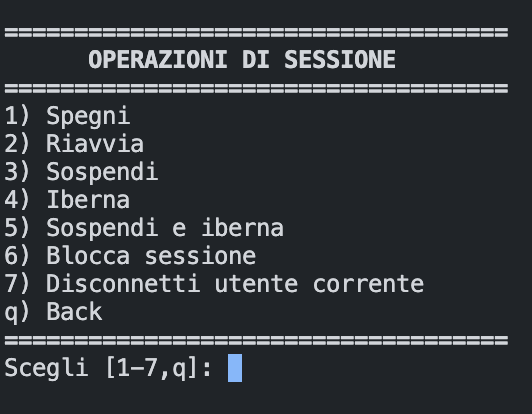 ====================================
OPERAZIONI DI SESSIONE
====================================
1) Spegni
2) Riavvia
3) Sospendi
4) Iberna
5) Sospendi e iberna
6) Blocca sessione
7) Disconnetti utente corrente
q) Back
====================================
Scegli [1-7,q]: